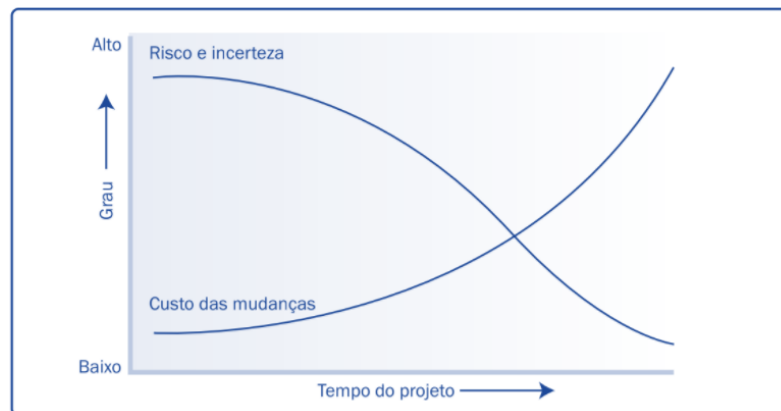 Alto
Risco e incerteza
Grau
Custo das mudanças
Baixo
Tempo do projeto